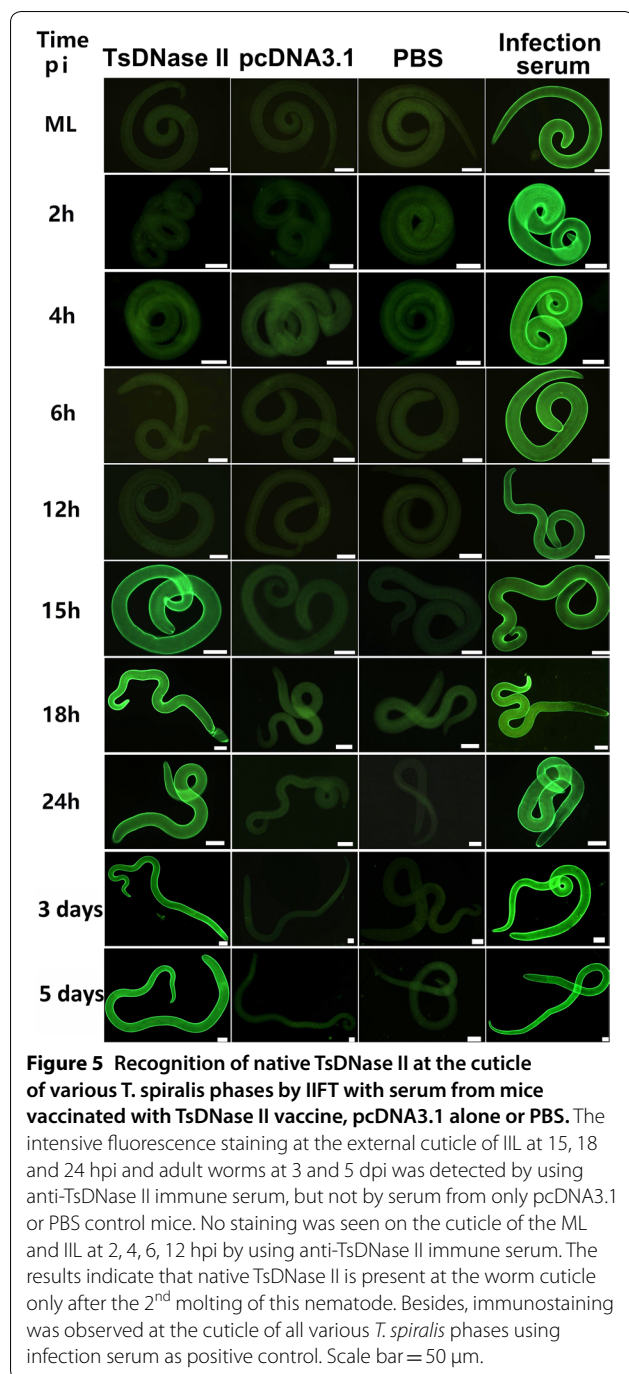 Time
p i
TsDNase II pcDNA3.1 PBS Infection
serum
ML
2h
4h
6h
12h
15h
18h
24h
3 days
5 days
Figure 5 Recognition of native TsDNase II at the cuticle
of various T. spiralis phases by IIFT with serum from mice
vaccinated with TsDNase II vaccine, pcDNA3.1 alone or PBS. The
intensive fluorescence staining at the external cuticle of IIL at 15, 18
and 24 hpi and adult worms at 3 and 5 dpi was detected by using
anti-TsDNase II immune serum, but not by serum from only pcDNA3.1
or PBS control mice. No staining was seen on the cuticle of the ML
and IIL at 2, 4, 6, 12 hpi by using anti-TsDNase II immune serum. The
results indicate that native TsDNase II is present at the worm cuticle
only after the 2nd molting of this nematode. Besides, immunostaining
was observed at the cuticle of all various T. spiralis phases using
infection serum as positive control. Scale bar = 50 μm.